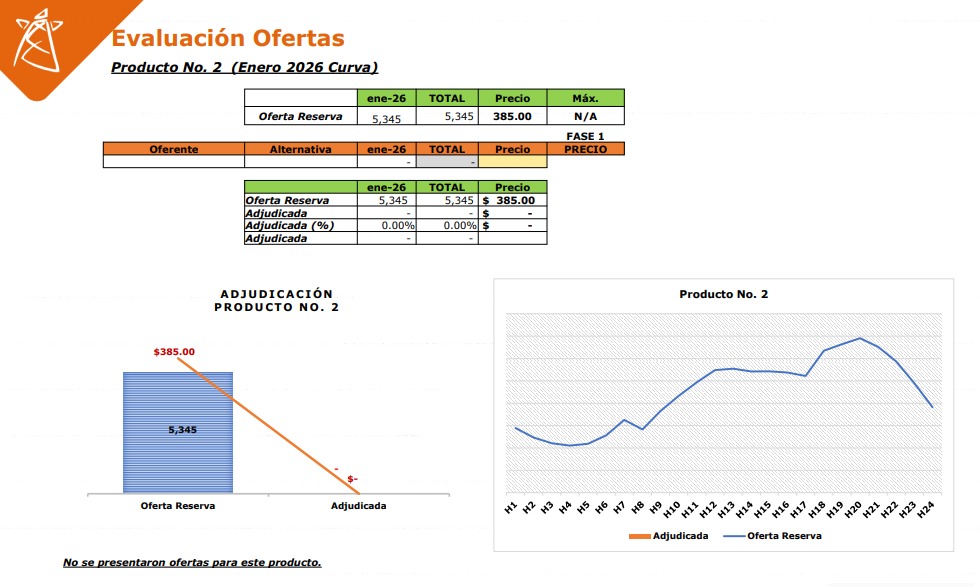 Evaluación Ofertas
Producto No. 2 (Enero 2026 Curva)
ene-26 TOTAL Precio Máx.
Oferta Reserva 5,345 5,345 385.00 N/A
FASE 1
Oferente Alternativa ene-26 TOTAL Precio PRECIO
- -
ene-26 TOTAL Precio
Oferta Reserva 5,345 5,345 $ 385.00
Adjudicada - - $ -
Adjudicada (%) 0.00% 0.00% $ -
Adjudicada - -
ADJUDICACIÓN
PRODUCTO NO. 2
$385.00
5,345
-
$-
Oferta Reserva Adjudicada
Producto No. 2
H1 H2 H3 H4 H5 H6 H7 H8 H9 H10 H11 H12 H13 H14 H15 H16 H17 H18 H19 H20 H21 H22 H23 H24
Adjudicada Oferta Reserva
No se presentaron ofertas para este producto.